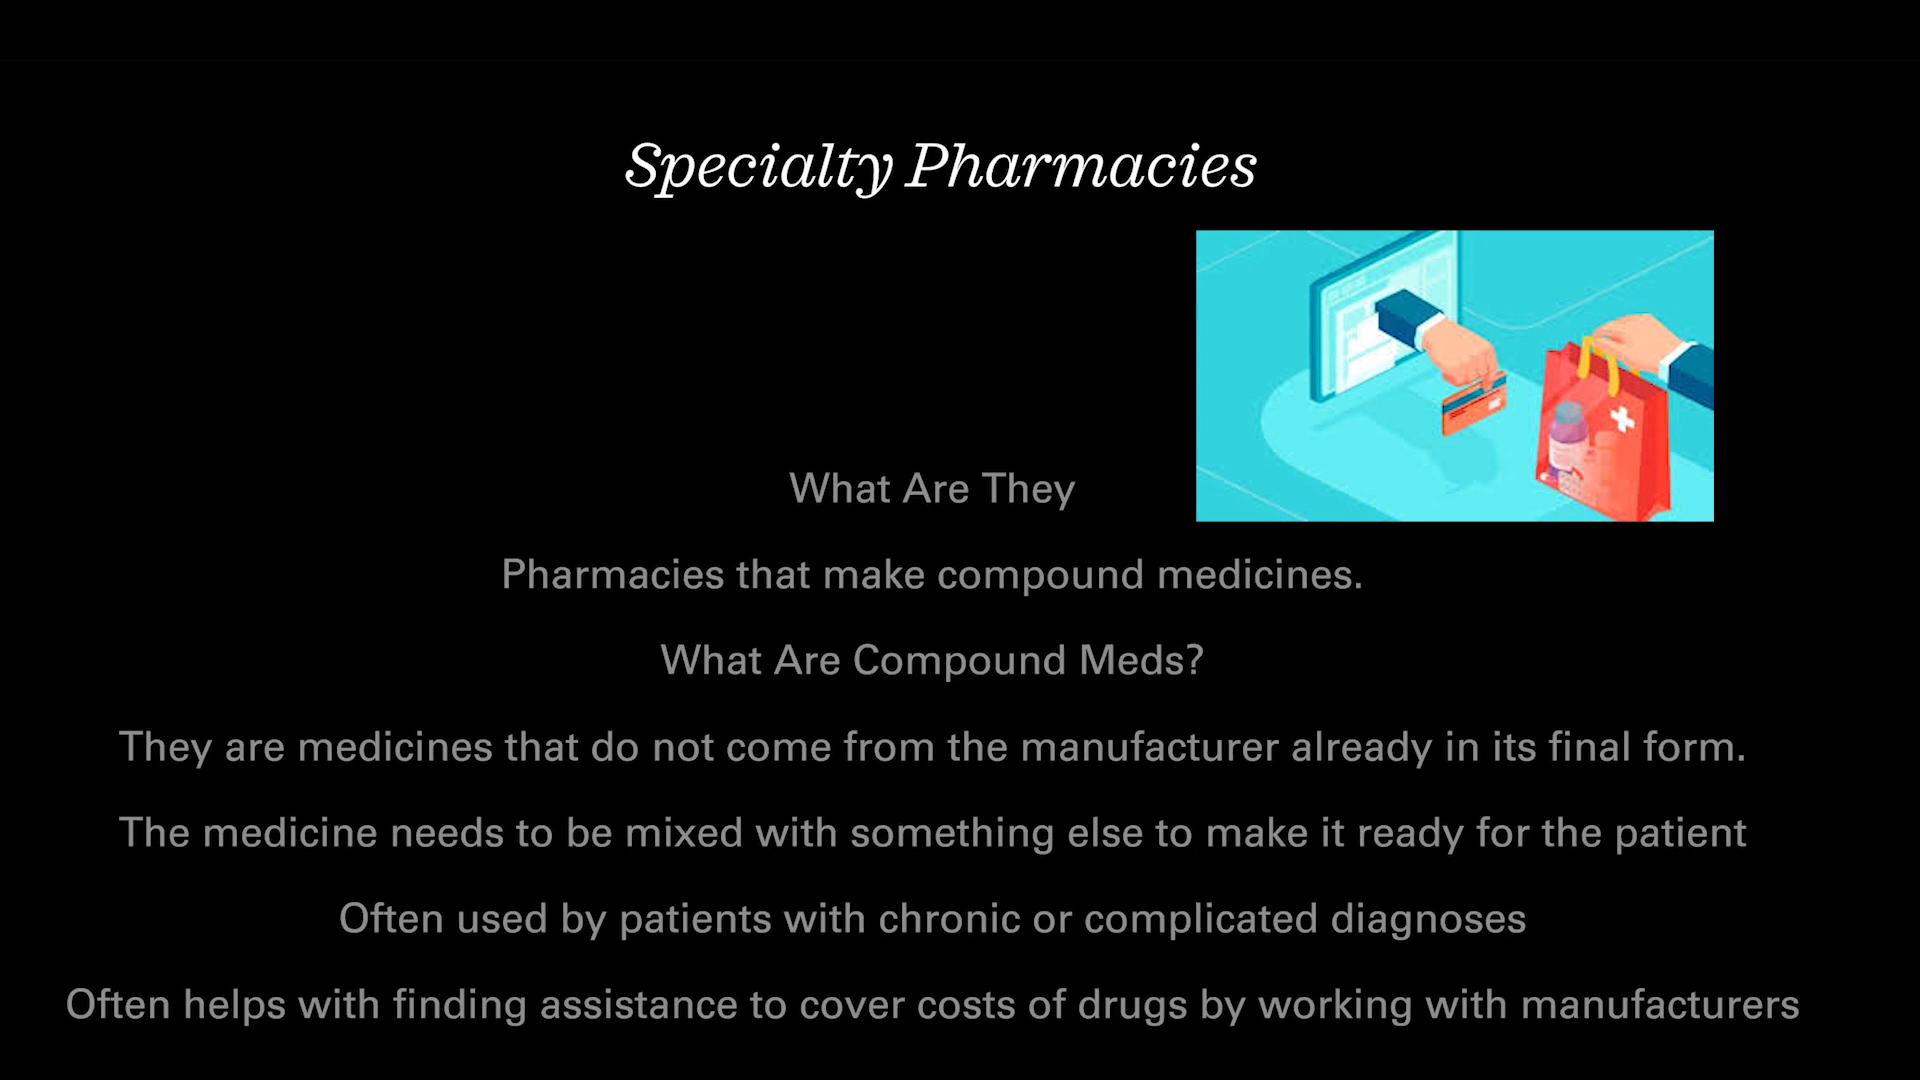 Specialty Pharmacies
What Are They
Pharmacies that make compound medicines.
What Are Compound Meds?
They are medicines that do not come from the manufacturer already in its final form.
The medicine needs to be mixed with something else to make it ready for the patient
Often used by patients with chronic or complicated diagnoses
Often helps with finding assistance to cover costs of drugs by working with manufacturers